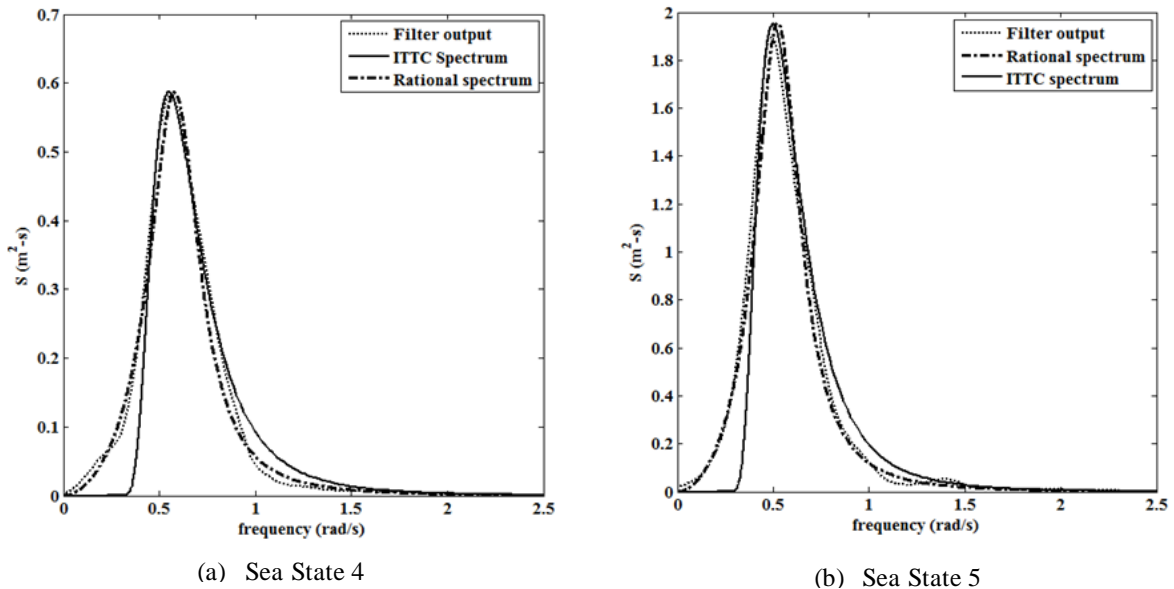 0.7
0.6
0.5
0.4
0.3
0.2
0.1
0
S (m²-s)
0 0.5 1 1.5 2 2.5
frequency (rad/s)
Filter output
ITTC Spectrum
Rational spectrum
(a) Sea State 4
2
1.8
1.6
1.4
1.2
1
0.8
0.6
0.4
0.2
0
S (m²-s)
0 0.5 1 1.5 2 2.5
frequency (rad/s)
Filter output
Rational spectrum
ITTC spectrum
(b) Sea State 5